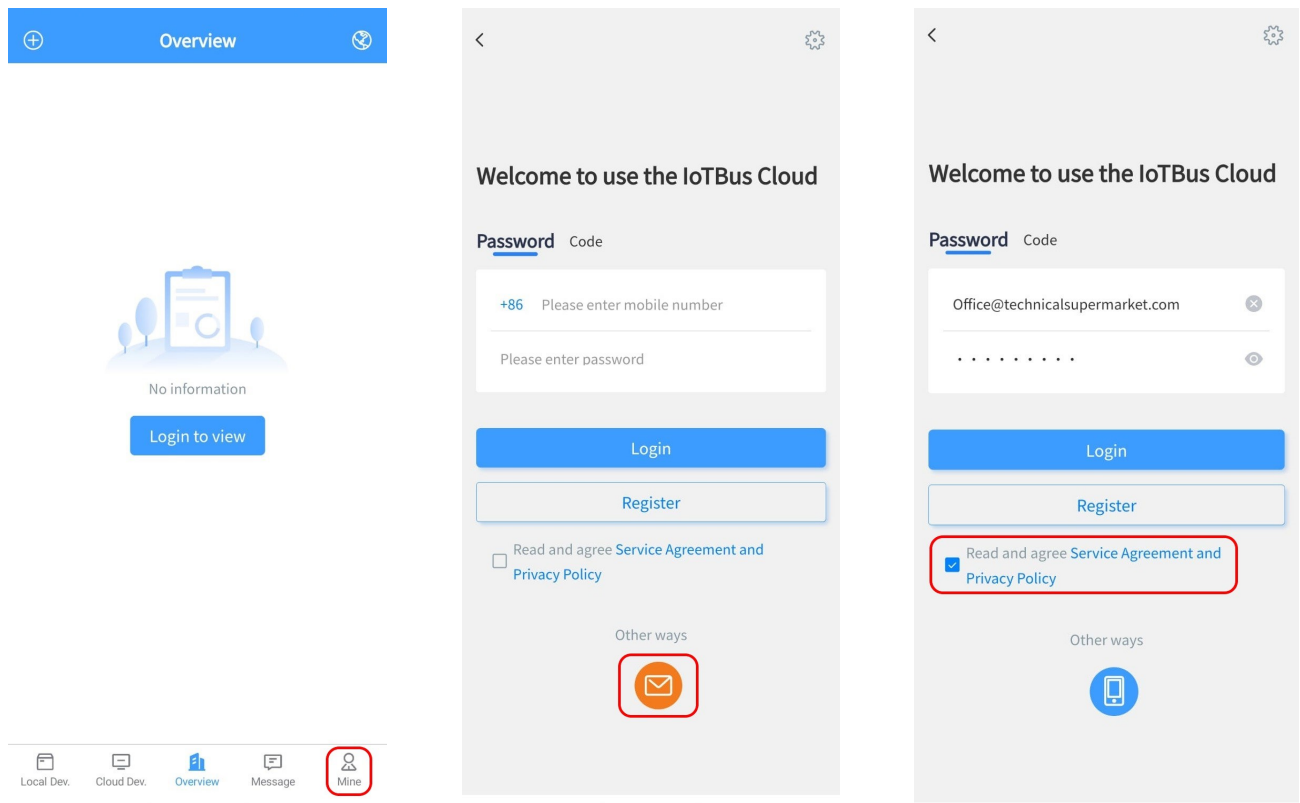 Overview
No information
Login to view
Local Dev.
Cloud Dev.
Overview
Message
Mine
Welcome to use the IoTBus Cloud
Password Code
+86 Please enter mobile number
Please enter password
Login
Register
Read and agree Service Agreement and
Privacy Policy
Other ways
Welcome to use the IoTBus Cloud
Password Code
Office@technicalsupermarket.com
Login
Register
Read and agree Service Agreement and
Privacy Policy
Other ways